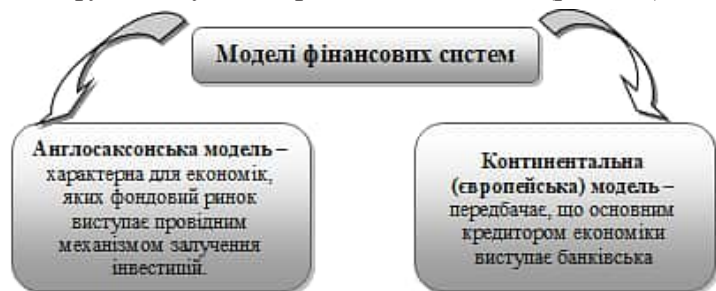 Моделі фінансових систем
Англосаксонська модель –
характерна для економік,
яких фондовий ринок
виступає провідним
механізмом залучення
інвестицій.
Континентальна
(європейська) модель –
передбачає, що основним
кредитором економіки
виступає банківська